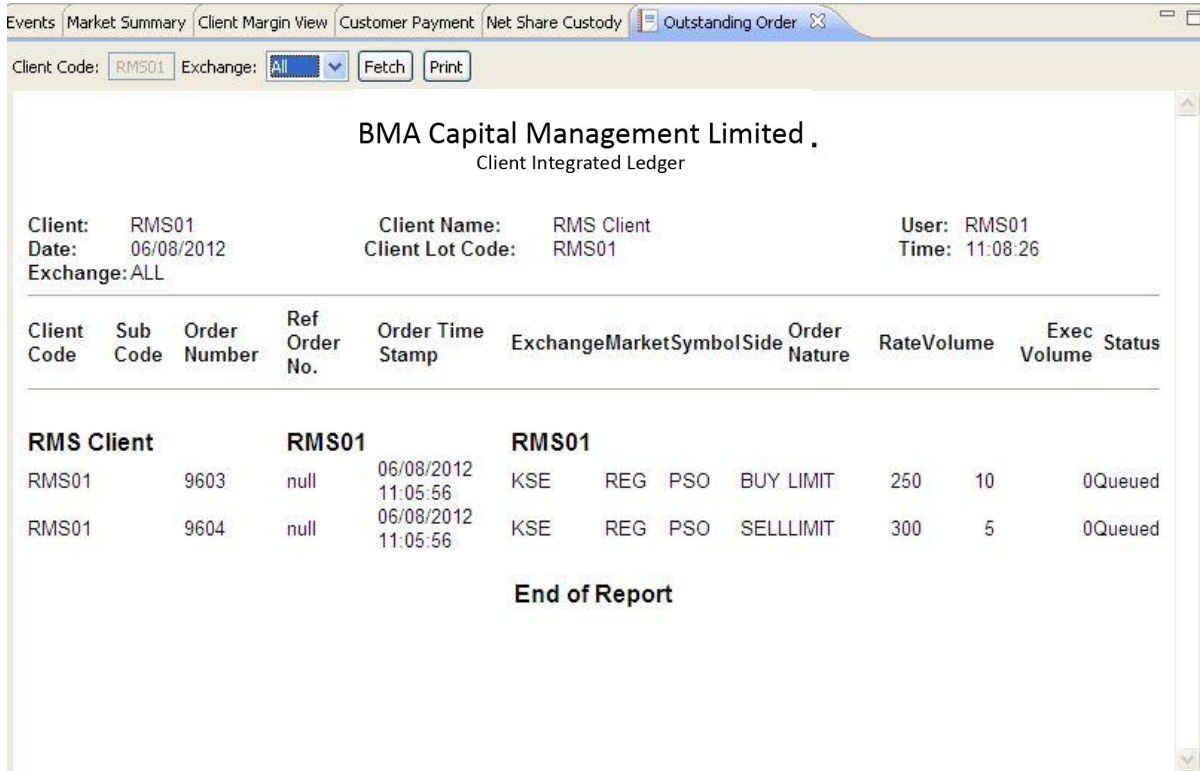 Events Market Summary Client Margin View Customer Payment Net Share Custody Outstanding Order
Client Code: RMS01 Exchange: All Fetch Print
BMA Capital Management Limited .
Client Integrated Ledger
Client: RMS01 Client Name: RMS Client User: RMS01
Date: 06/08/2012 Client Lot Code: RMS01 Time: 11:08:26
Exchange: ALL
Client Code Sub Code Order Number Ref Order No. Order Time Stamp Exchange Market Symbol Side Order Nature Rate Volume Exec Volume Status
RMS Client RMS01 RMS01
RMS01 9603 null 06/08/2012 11:05:56 KSE REG PSO BUY LIMIT 250 10 0 Queued
RMS01 9604 null 06/08/2012 11:05:56 KSE REG PSO SELL LIMIT 300 5 0 Queued
End of Report